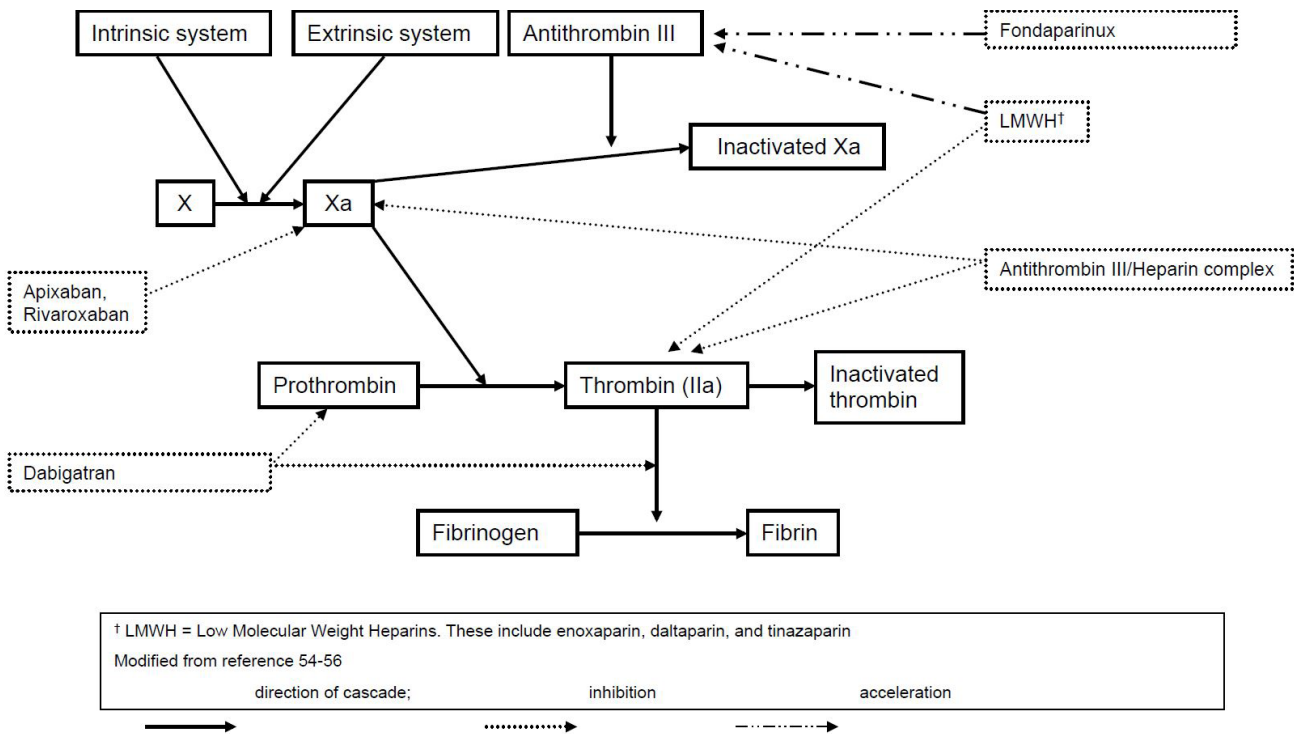 Intrinsic system
Extrinsic system
Antithrombin III
Fondaparinux
LMWH†
Inactivated Xa
X
Xa
Antithrombin III/Heparin complex
Apixaban,
Rivaroxaban
Prothrombin
Thrombin (IIa)
Inactivated
thrombin
Dabigatran
Fibrinogen
Fibrin
† LMWH = Low Molecular Weight Heparins. These include enoxaparin, daltaparin, and tinazaparin
Modified from reference 54-56
direction of cascade; inhibition acceleration